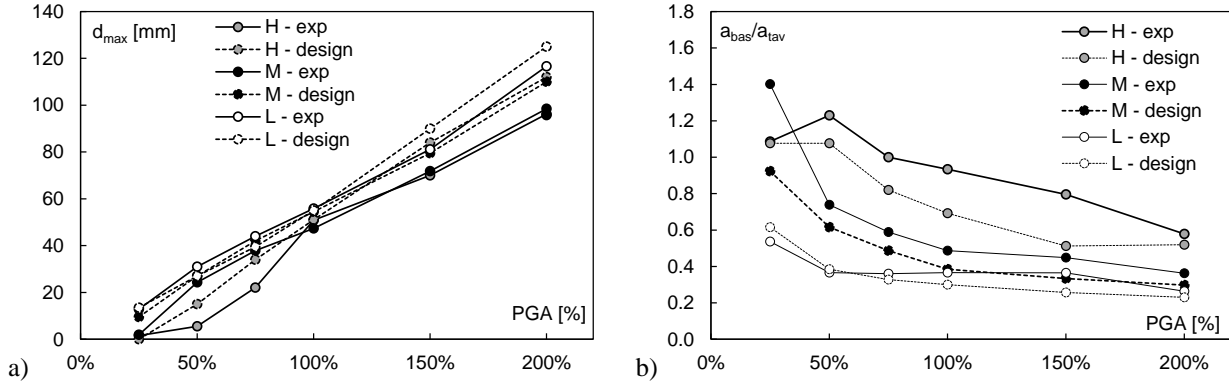 d_max [mm]
H - exp
H - design
M - exp
M - design
L - exp
L - design
140
120
100
80
60
40
20
0
0%
50%
100%
150%
200%
PGA [%]
a)
a_bas/a_tav
H - exp
H - design
M - exp
M - design
L - exp
L - design
1.8
1.6
1.4
1.2
1.0
0.8
0.6
0.4
0.2
0.0
0%
50%
100%
150%
200%
PGA [%]
b)